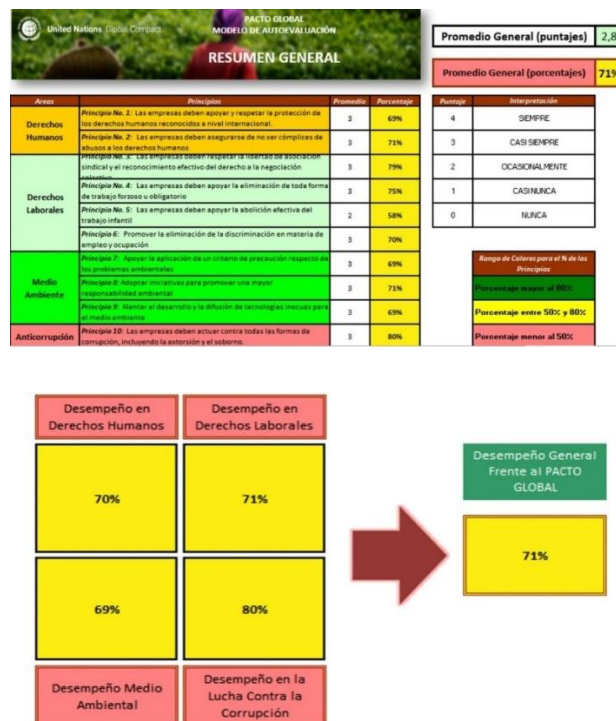 United Nations Global Compact
PACTO GLOBAL
MODELO DE AUTOEVALUACIÓN
RESUMEN GENERAL
Promedio General (puntajes) 2,8
Promedio General (porcentajes) 71%
Areas Principios Promedio Porcentaje
Derechos Humanos
Principio No. 1: Las empresas deben apoyar y respetar la protección de
los derechos humanos reconocidos a nivel internacional.
3 69%
Principio No. 2: Las empresas deben asegurarse de no ser cómplices de
abusos a los derechos humanos
3 71%
Derechos Laborales
Principio No. 3: Las empresas deben respetar la libertad de asociación
sindical y el reconocimiento efectivo del derecho a la negociación
colectiva
3 79%
Principio No. 4: Las empresas deben apoyar la eliminación de toda forma
de trabajo forzoso u obligatorio
3 75%
Principio No. 5: Las empresas deben apoyar la abolición efectiva del
trabajo infantil
2 58%
Principio 6: Promover la eliminación de la discriminación en materia de
empleo y ocupación
3 70%
Medio Ambiente
Principio 7: Apoyar la aplicación de un criterio de precaución respecto de
los problemas ambientales
3 69%
Principio 8: Adoptar iniciativas para promover una mayor
responsabilidad ambiental
3 71%
Principio 9: Alentar el desarrollo y la difusión de tecnologías inocuas para
el medio ambiente
3 69%
Anticorrupción
Principio 10: Las empresas deben actuar contra todas las formas de
corrupción, incluyendo la extorsión y el soborno.
3 80%
Puntaje Interpretación
4 SIEMPRE
3 CASI SIEMPRE
2 OCASIONALMENTE
1 CASI NUNCA
0 NUNCA
Rango de Colores para el % de los
Principios
Porcentaje mayor al 80%
Porcentaje entre 50% y 80%
Porcentaje menor al 50%
Desempeño en
Derechos Humanos
Desempeño en
Derechos Laborales
70% 71%
69% 80%
Desempeño Medio
Ambiental
Desempeño en la
Lucha Contra la
Corrupción
Desempeño General
Frente al PACTO
GLOBAL
71%